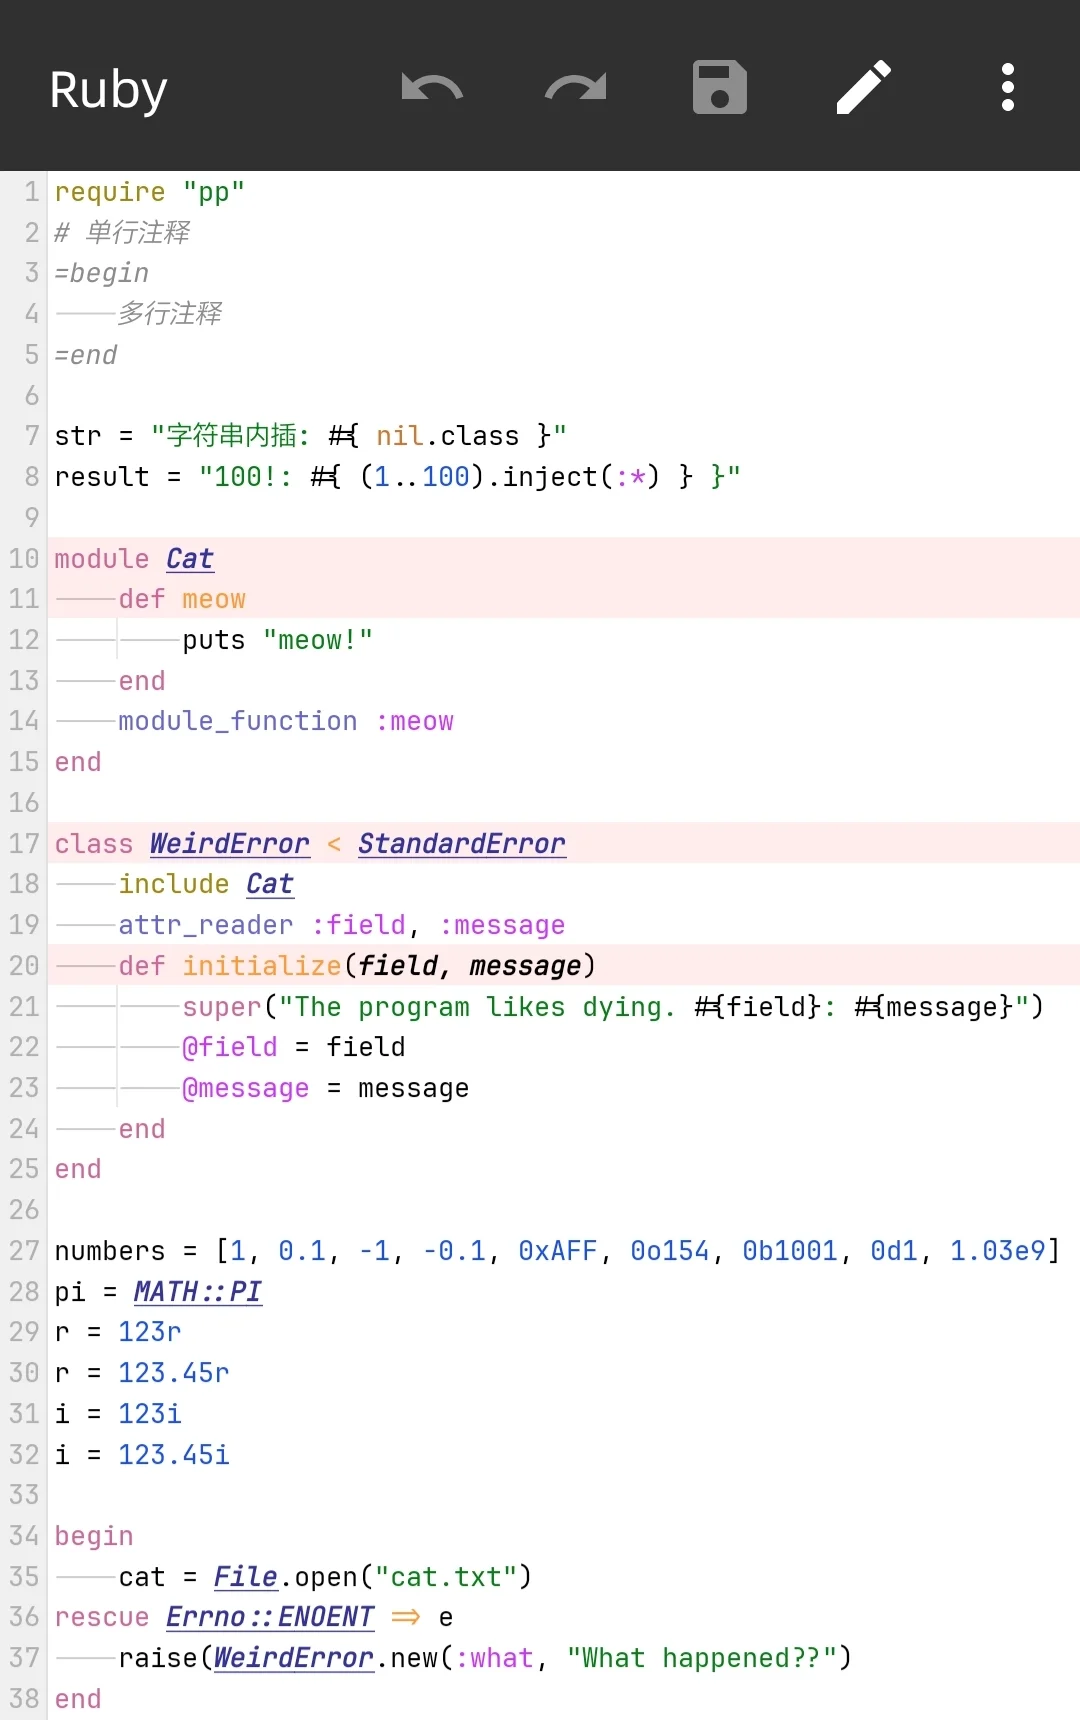 Ruby
1 require "pp"
2 # 单行注释
3 =begin
4     多行注释
5 =end
6
7 str = "字符串内插: #{ nil.class }"
8 result = "100!: #{ (1..100).inject(:*) } }"
9
10 module Cat
11     def meow
12         puts "meow!"
13     end
14     module_function :meow
15 end
16
17 class WeirdError < StandardError
18     include Cat
19     attr_reader :field, :message
20     def initialize(field, message)
21         super("The program likes dying. #{field}: #{message}")
22         @field = field
23         @message = message
24     end
25 end
26
27 numbers = [1, 0.1, -1, -0.1, 0xAFF, 0o154, 0b1001, 0d1, 1.03e9]
28 pi = MATH::PI
29 r = 123r
30 r = 123.45r
31 i = 123i
32 i = 123.45i
33
34 begin
35     cat = File.open("cat.txt")
36 rescue Errno::ENOENT => e
37     raise(WeirdError.new(:what, "What happened??")
38 end